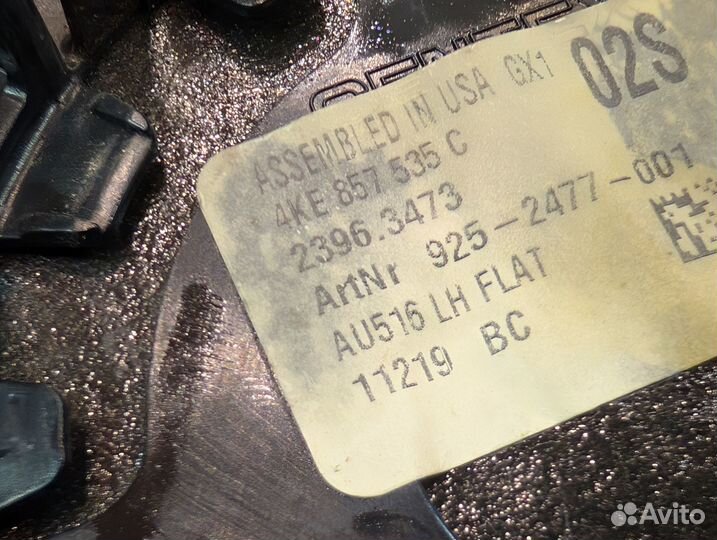 ASSEMBLED IN USA GX1 02S
4KE 857 535 C
2396.3473
ArtNr 925-2477-001
AU516 LH FLAT
11219 BC
Avito